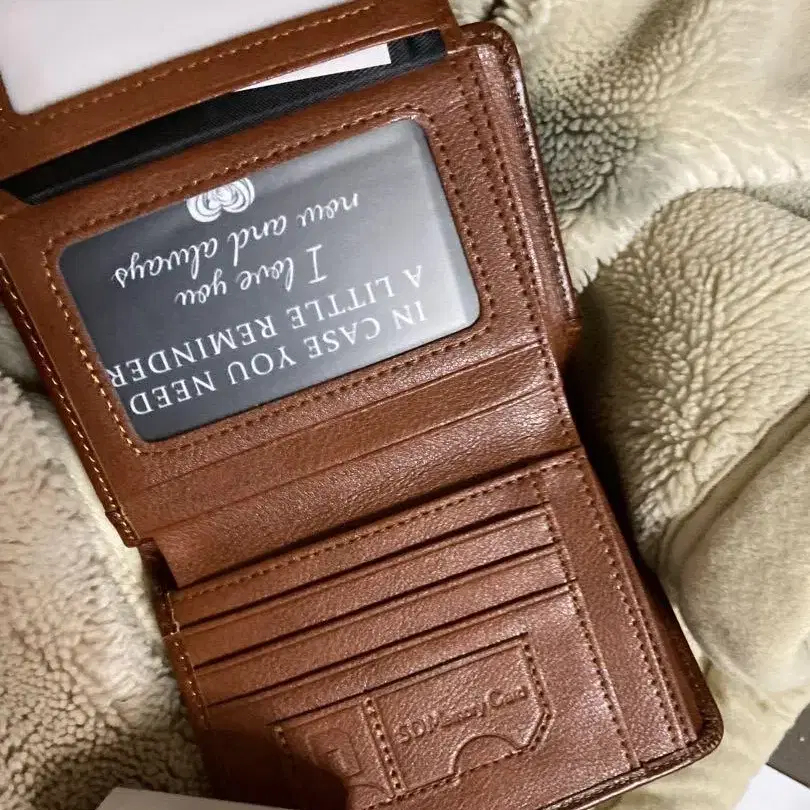 IN CASE YOU NEED
A LITTLE REMINDER
I love you
now and always
SD Memory Card